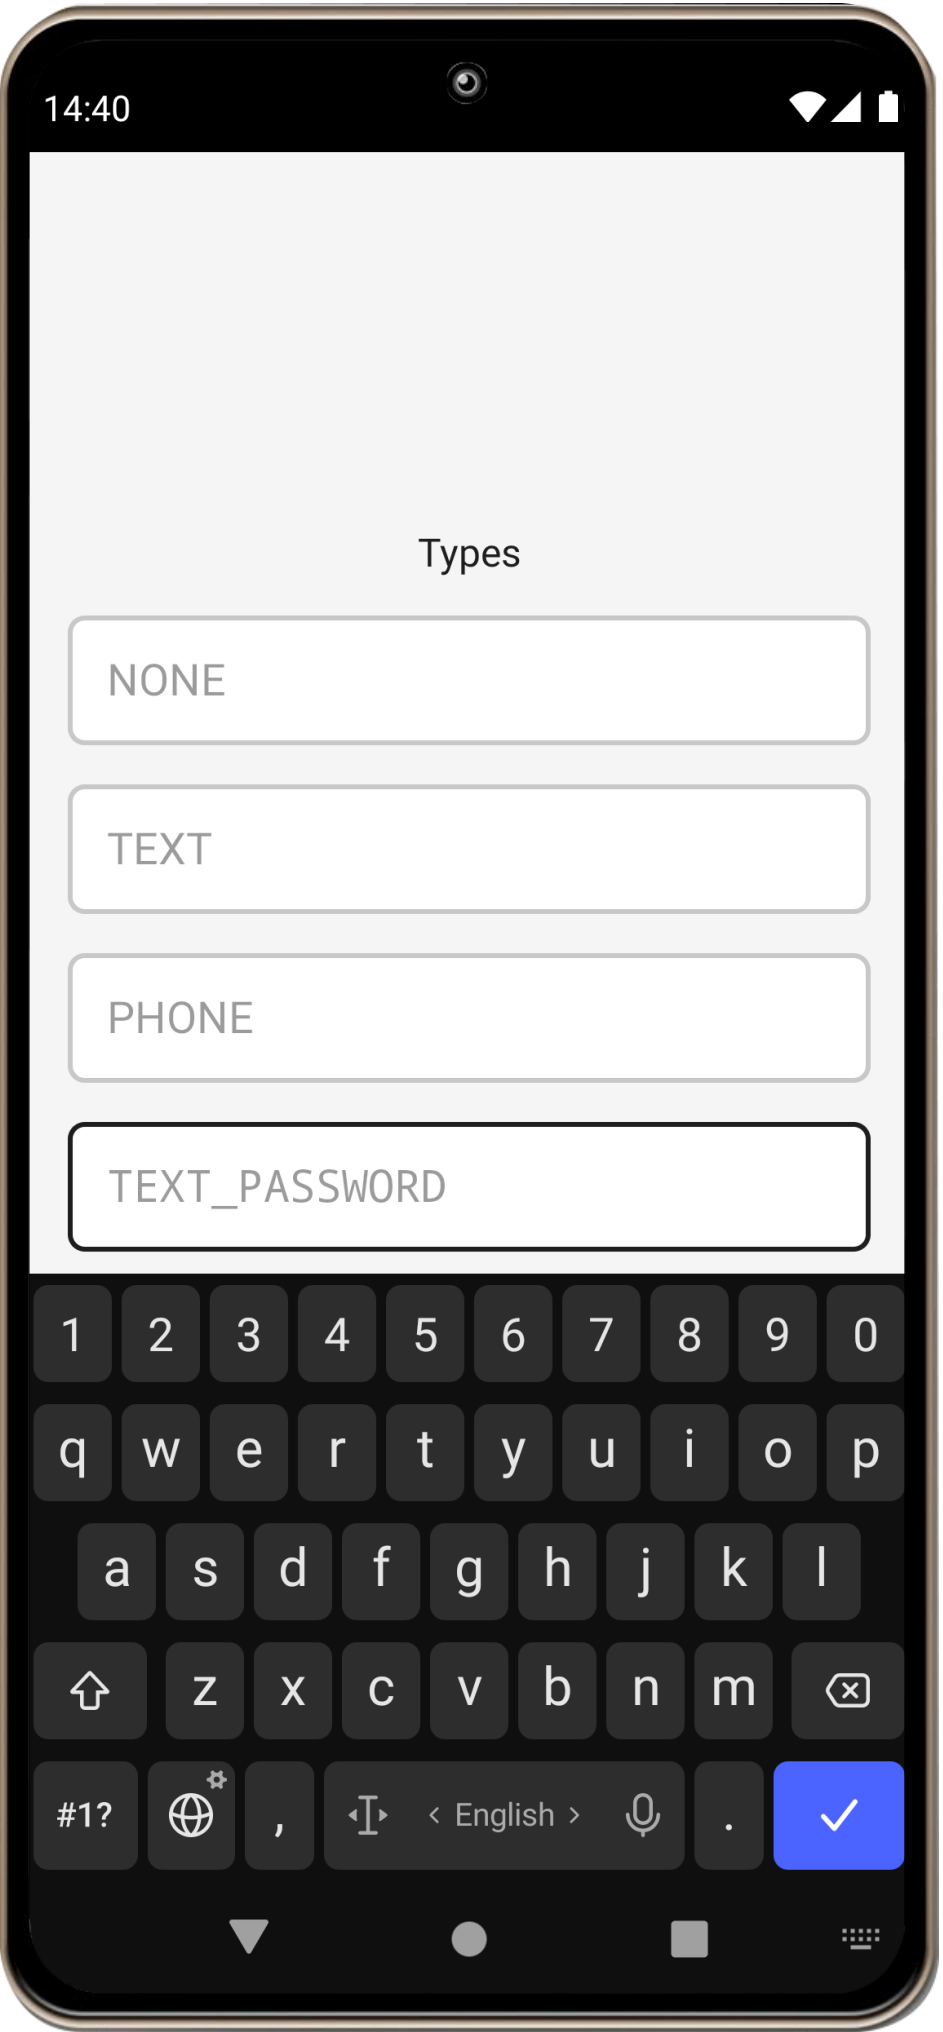 14:40
Types
NONE
TEXT
PHONE
TEXT_PASSWORD
1 2 3 4 5 6 7 8 9 0
q w e r t y u i o p
a s d f g h j k l
z x c v b n m
#1? , < English > .